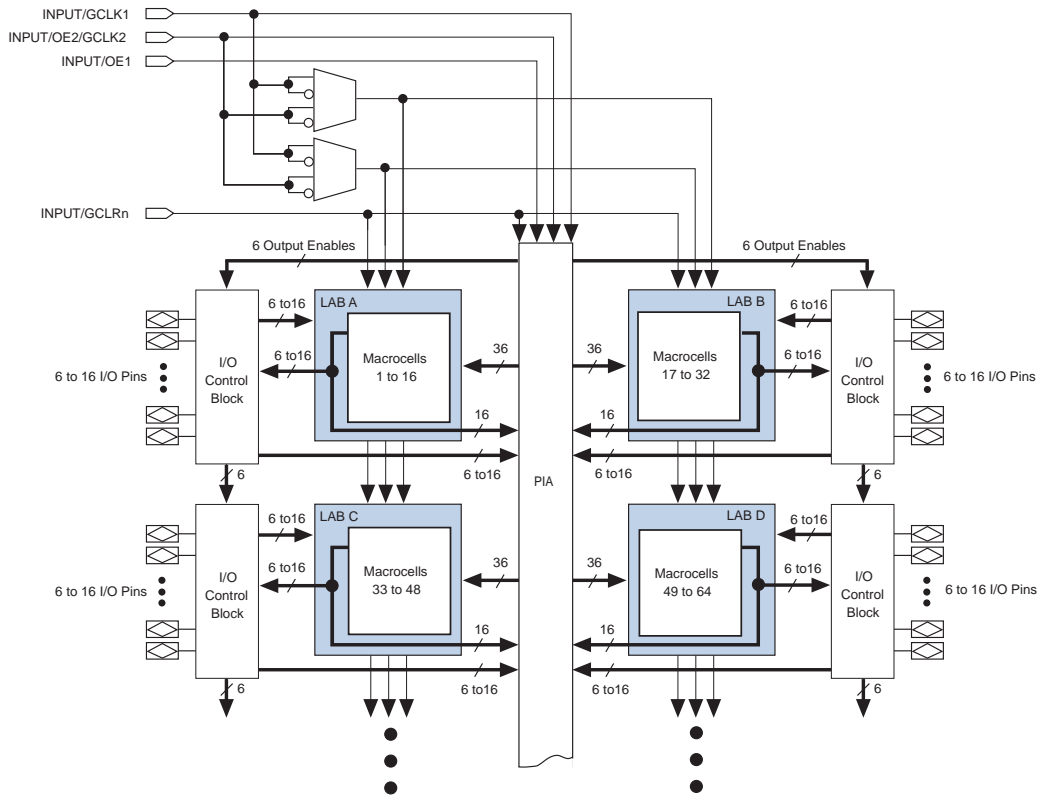 INPUT/GCLK1
INPUT/OE2/GCLK2
INPUT/OE1
INPUT/GCLRn
6 Output Enables
6 Output Enables
6 to16
LAB A
LAB B
6 to16
I/O
Control
Block
6 to16
Macrocells
1 to 16
36
36
Macrocells
17 to 32
6 to16
I/O
Control
Block
6 to 16 I/O Pins
6 to 16 I/O Pins
16
16
6 to16
6 to16
6
6
PIA
6 to16
LAB C
LAB D
6 to16
I/O
Control
Block
6 to16
Macrocells
33 to 48
36
36
Macrocells
49 to 64
6 to16
I/O
Control
Block
6 to 16 I/O Pins
6 to 16 I/O Pins
16
16
6 to16
6 to16
6
6